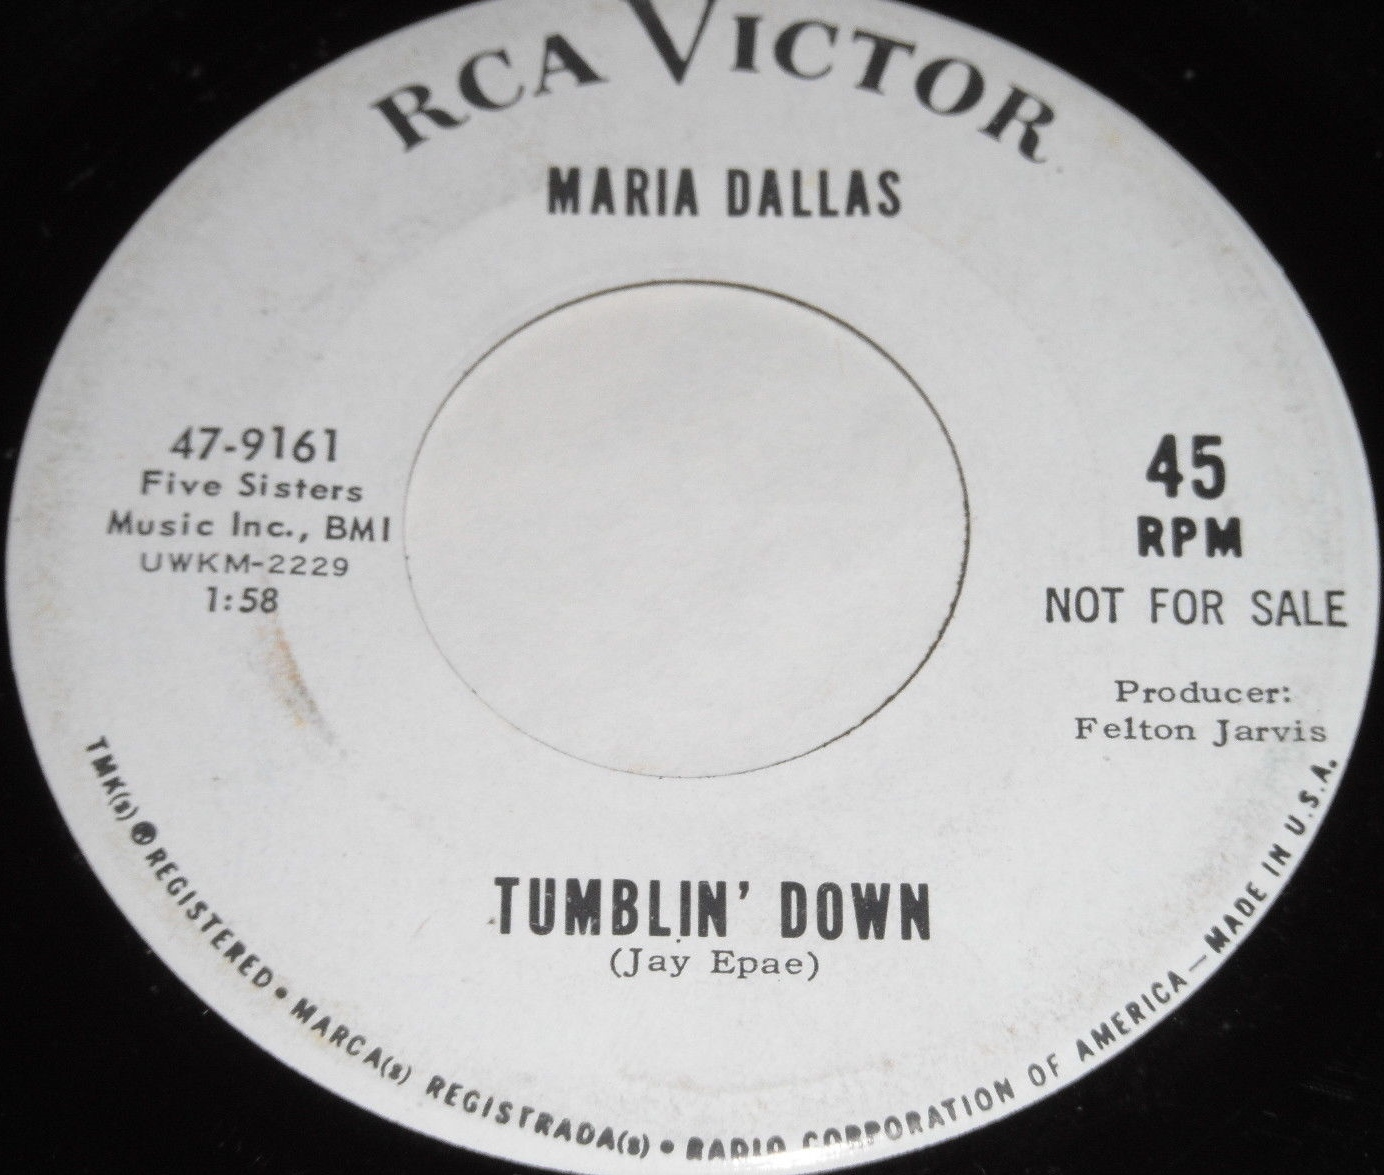 RCA VICTOR
MARIA DALLAS
47-9161
Five Sisters
Music Inc., BMI
UWKM-2229
1:58
45
RPM
NOT FOR SALE
Producer:
Felton Jarvis
TUMBLIN' DOWN
(Jay Epae)
TMK(s) ® REGISTERED • MARCA(s) REGISTRADA(s) • RADIO CORPORATION OF AMERICA — MADE IN U.S.A.